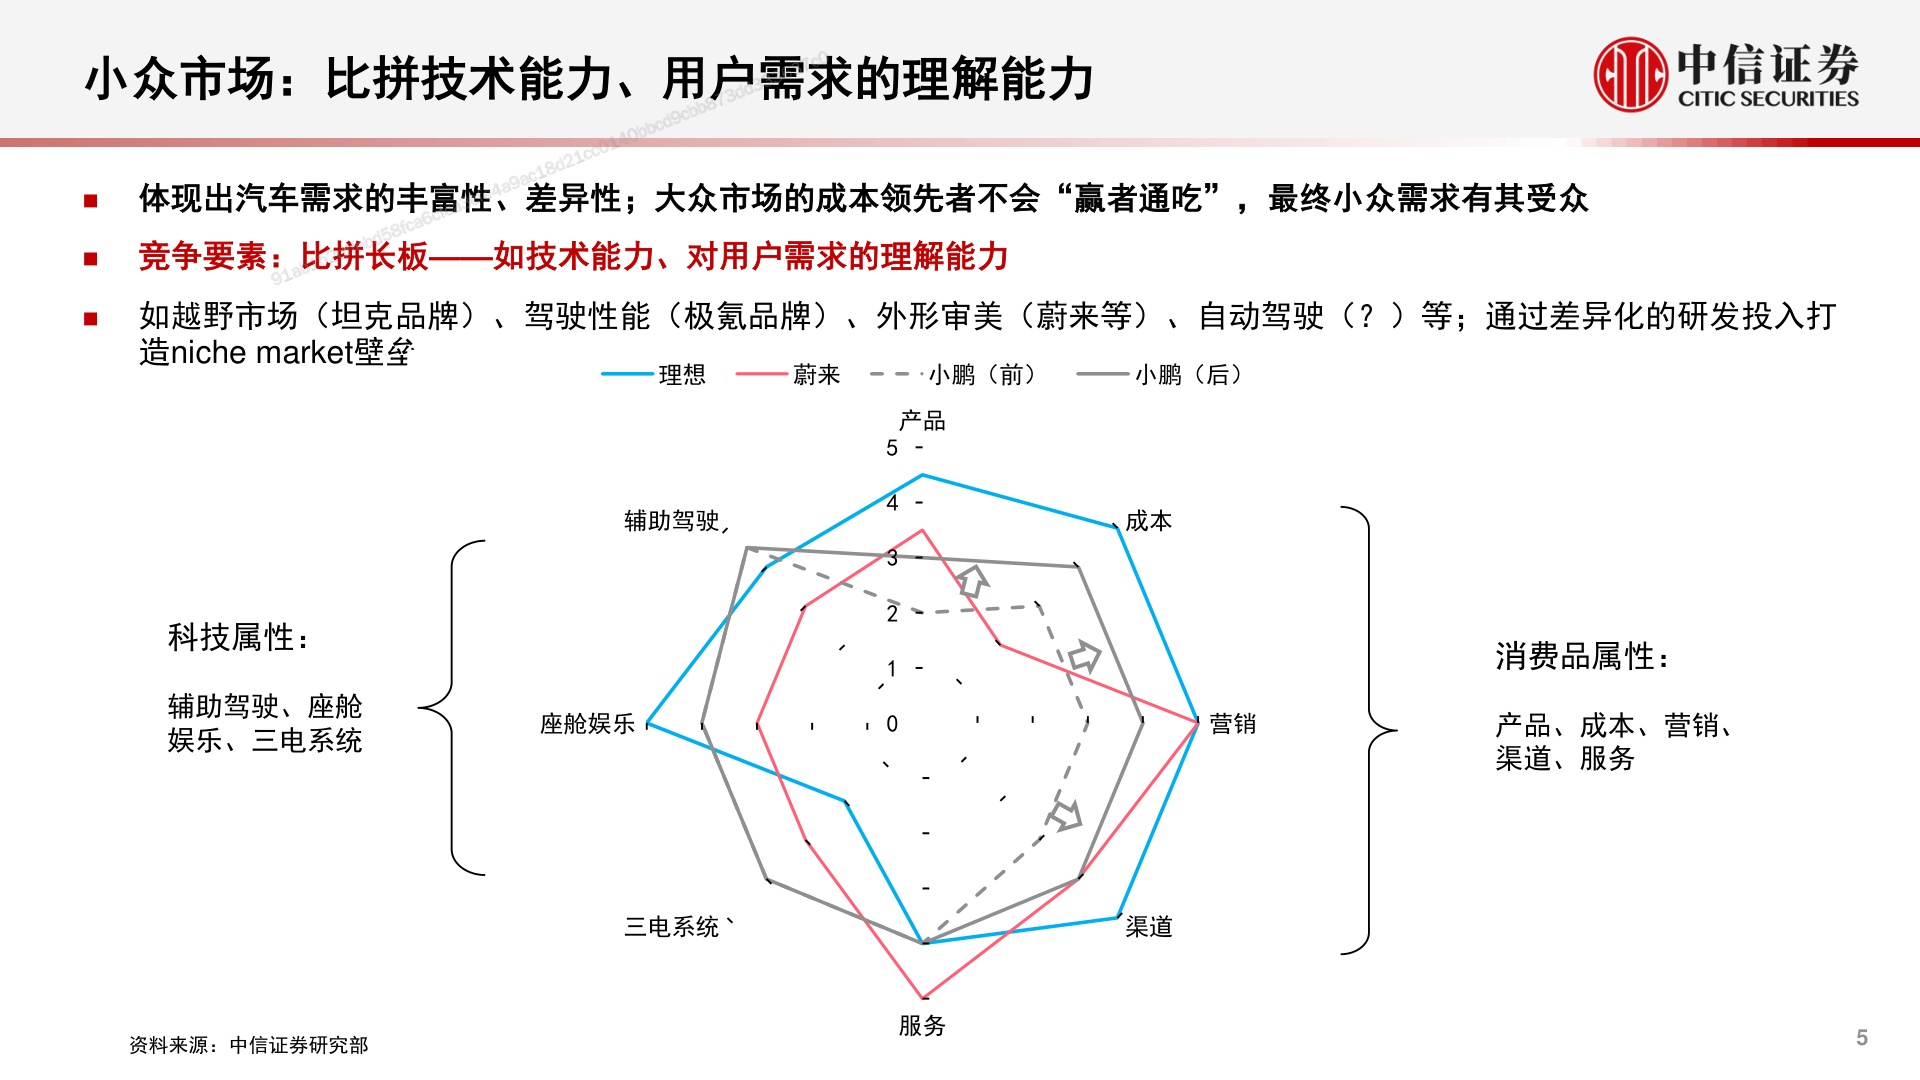 小众市场：比拼技术能力、用户需求的理解能力
中信证券
CITIC SECURITIES
■ 体现出汽车需求的丰富性、差异性；大众市场的成本领先者不会“赢者通吃”，最终小众需求有其受众
■ 竞争要素：比拼长板——如技术能力、对用户需求的理解能力
■ 如越野市场（坦克品牌）、驾驶性能（极氪品牌）、外形审美（蔚来等）、自动驾驶（？）等；通过差异化的研发投入打
造niche market壁垒
理想 蔚来 小鹏（前） 小鹏（后）
产品
5
4
辅助驾驶
成本
3
2
1
0
座舱娱乐
营销
三电系统
渠道
服务
科技属性：
辅助驾驶、座舱
娱乐、三电系统
消费品属性：
产品、成本、营销、
渠道、服务
资料来源：中信证券研究部
5